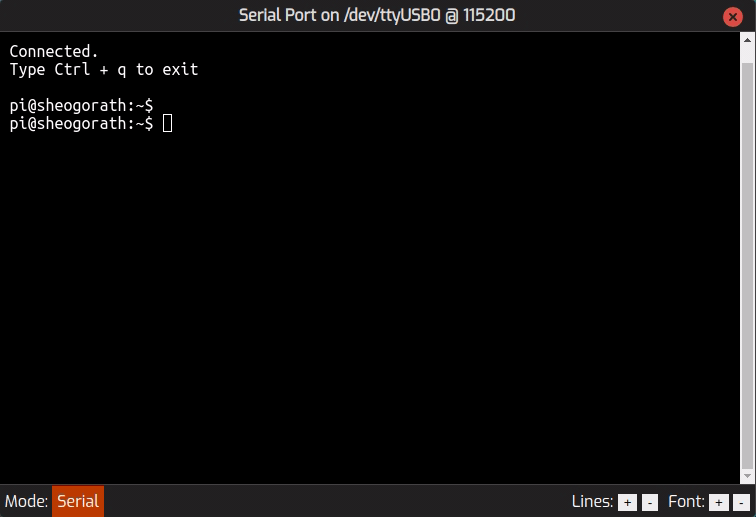 Serial Port on /dev/ttyUSB0 @ 115200
Connected.
Type Ctrl + q to exit
pi@sheogorath:~$
pi@sheogorath:~$
Mode: Serial Lines: + - Font: + -